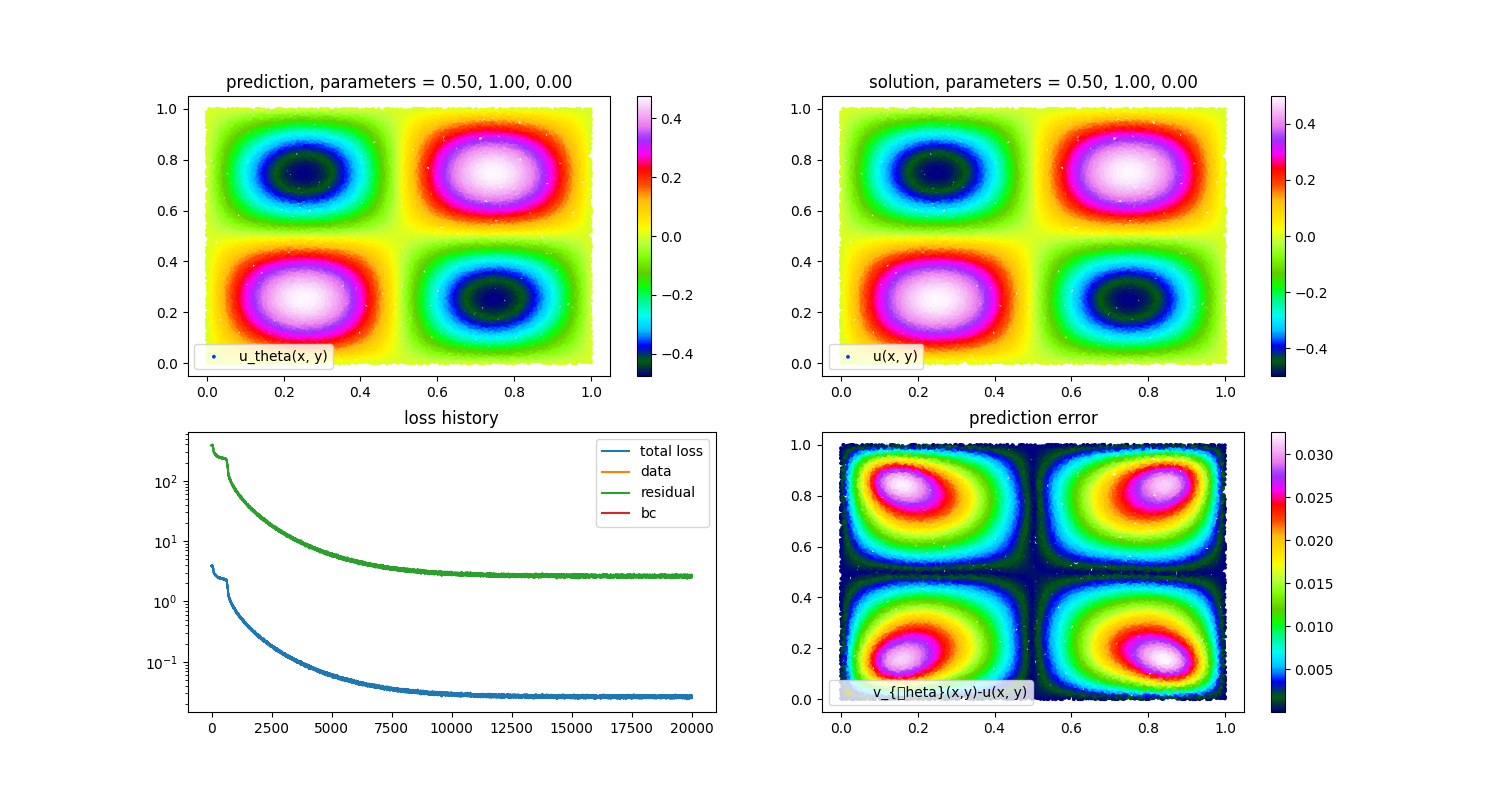 prediction, parameters = 0.50, 1.00, 0.00
1.0
0.8
0.6
0.4
0.2
0.0
u_theta(x, y)
0.0 0.2 0.4 0.6 0.8 1.0
0.4
0.2
0.0
−0.2
−0.4
solution, parameters = 0.50, 1.00, 0.00
1.0
0.8
0.6
0.4
0.2
0.0
u(x, y)
0.0 0.2 0.4 0.6 0.8 1.0
0.4
0.2
0.0
−0.2
−0.4
loss history
10²
10¹
10⁰
10⁻¹
total loss
data
residual
bc
0 2500 5000 7500 10000 12500 15000 17500 20000
prediction error
1.0
0.8
0.6
0.4
0.2
0.0
v_{▯heta}(x,y)-u(x, y)
0.0 0.2 0.4 0.6 0.8 1.0
0.030
0.025
0.020
0.015
0.010
0.005